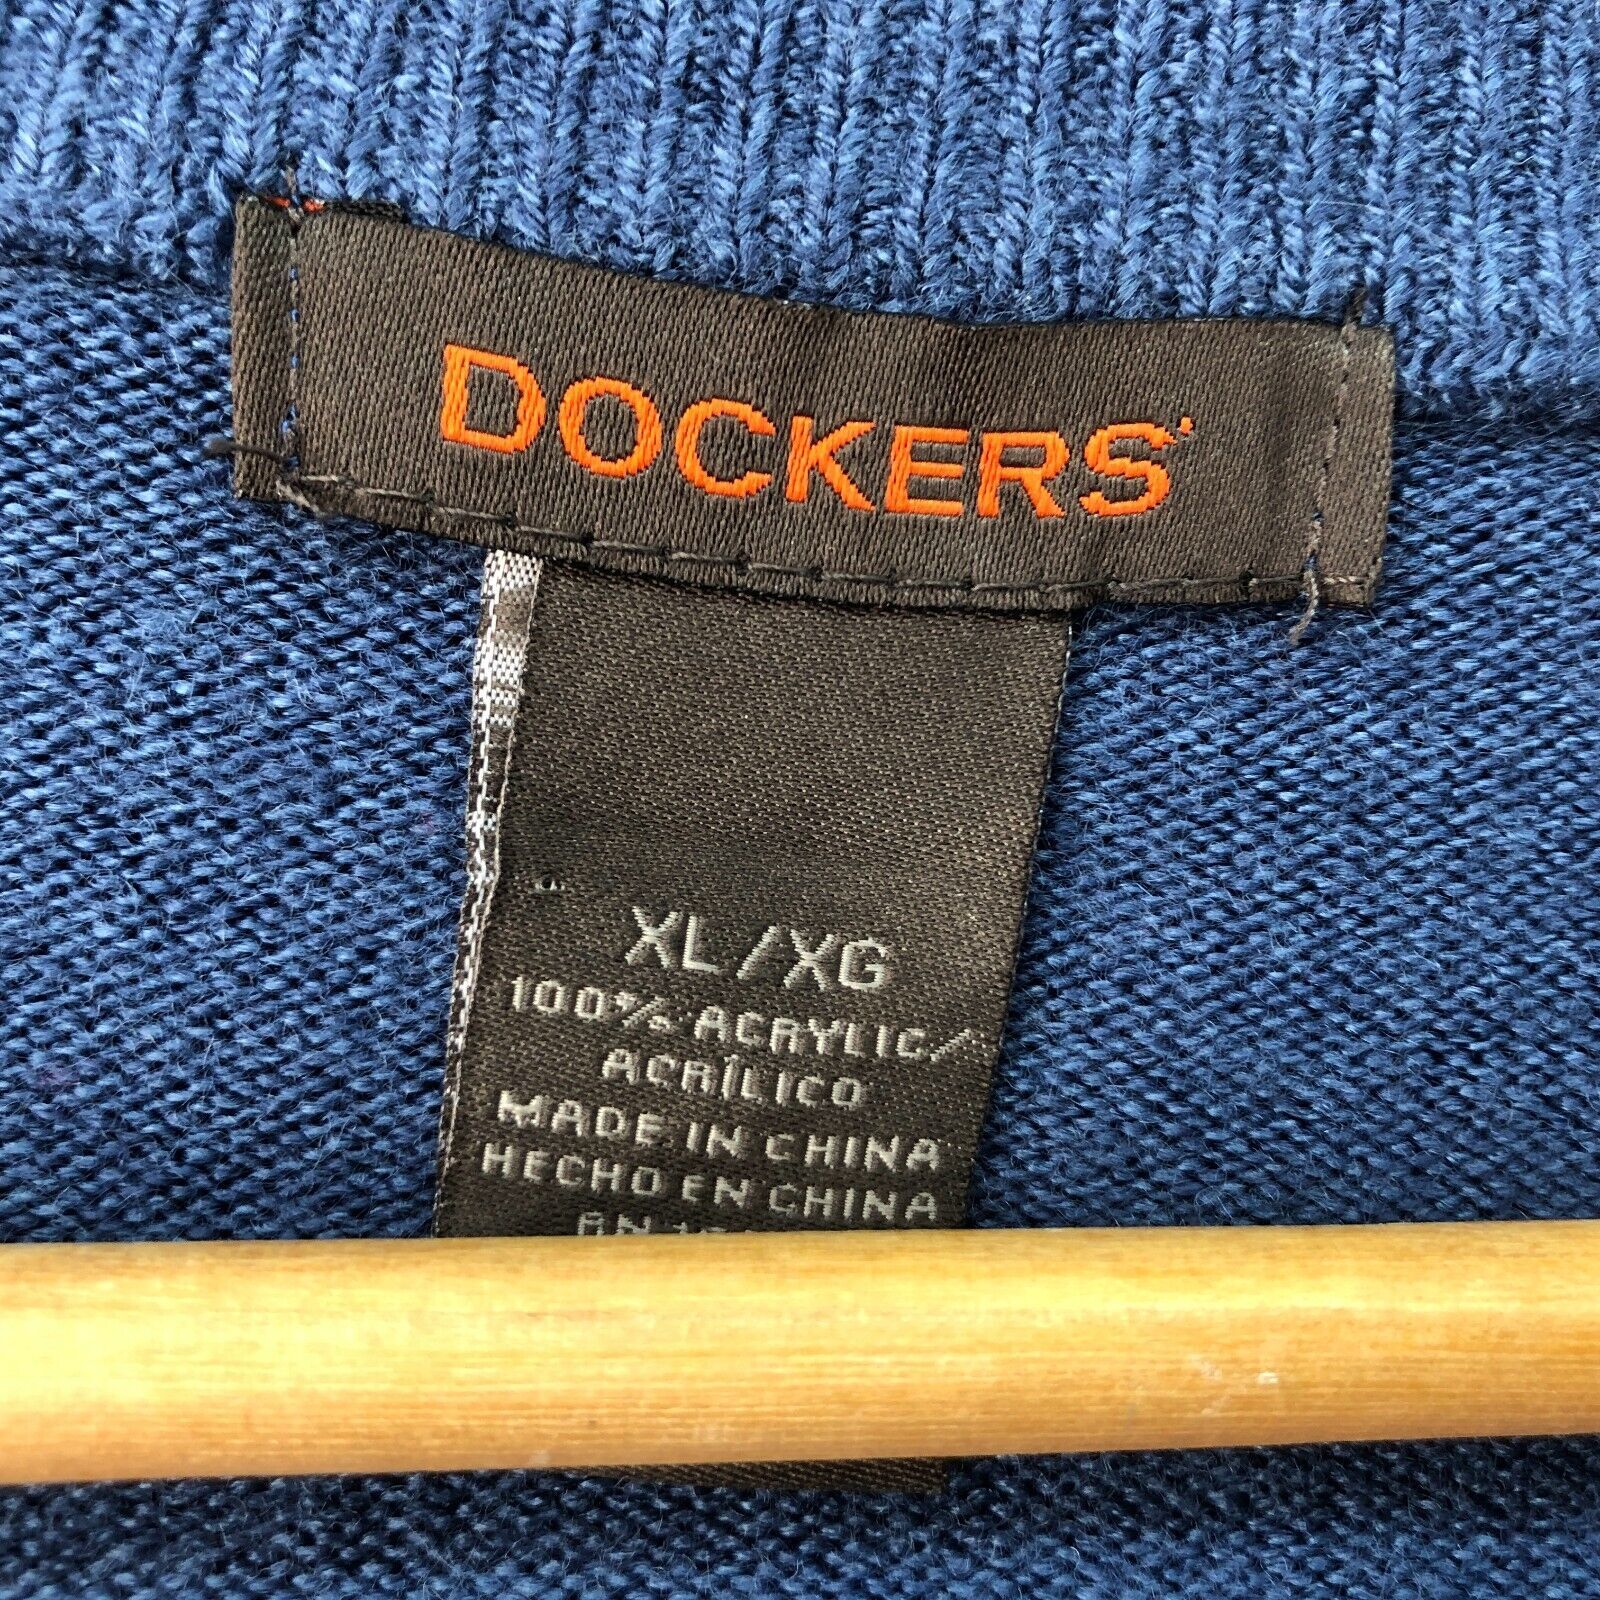 DOCKERS
XL/XG
100% ACRYLIC/
ACRÍLICO
MADE IN CHINA
HECHO EN CHINA